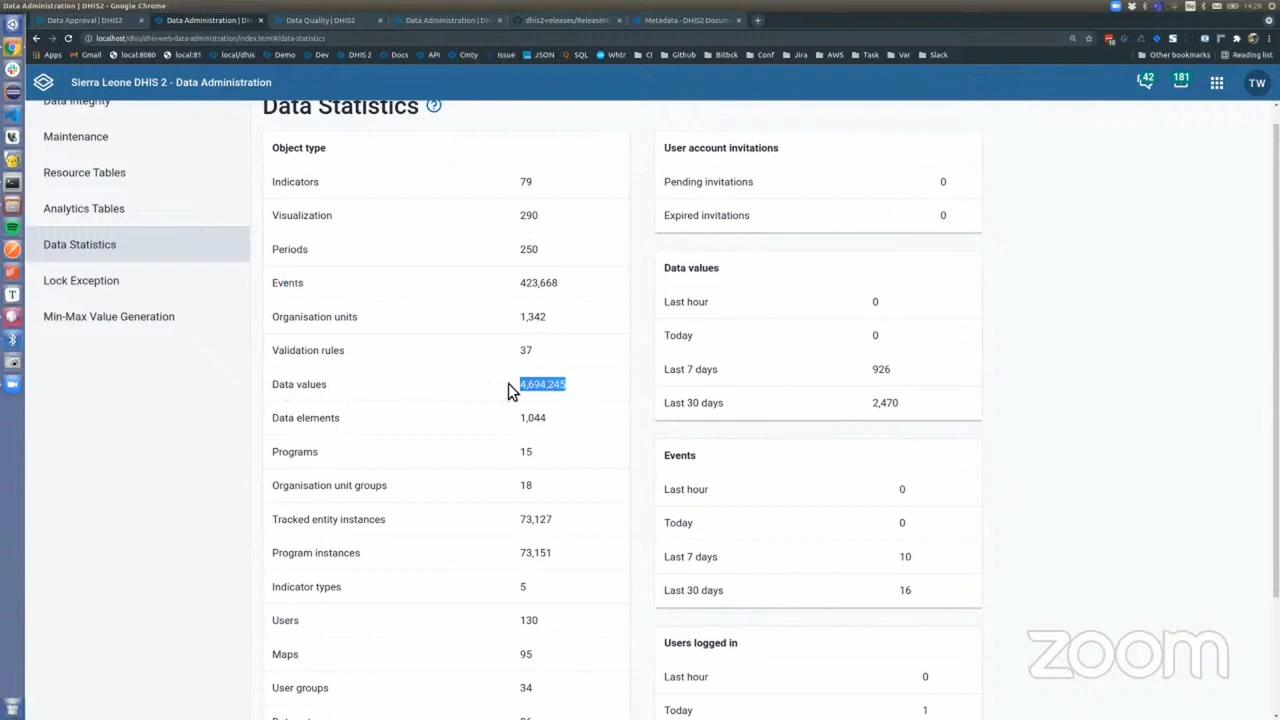 Data Administration | DHIS2 - Google Chrome
14:20
Data Approval | DHIS2
Data Administration | DH
Data Quality | DHIS2
Data Administration | DH
dhis2-releases/ReleaseN
Metadata - DHIS2 Docum
localhost/dhis/dhis-web-data-administration/index.html#/data-statistics
Apps
Gmail
local:8080
local:81
local/dhis
Demo
Dev
DHIS 2
Docs
API
Cmty
Issue
JSON
SQL
Whtr
CI
Github
Bitbck
Conf
Jira
AWS
Task
Var
Slack
Other bookmarks
Reading list
Sierra Leone DHIS 2 - Data Administration
42
181
TW
Data Integrity
Maintenance
Resource Tables
Analytics Tables
Data Statistics
Lock Exception
Min-Max Value Generation
Data Statistics ?
Object type
Indicators 79
Visualization 290
Periods 250
Events 423,668
Organisation units 1,342
Validation rules 37
Data values 4,694,245
Data elements 1,044
Programs 15
Organisation unit groups 18
Tracked entity instances 73,127
Program instances 73,151
Indicator types 5
Users 130
Maps 95
User groups 34
User account invitations
Pending invitations 0
Expired invitations 0
Data values
Last hour 0
Today 0
Last 7 days 926
Last 30 days 2,470
Events
Last hour 0
Today 0
Last 7 days 10
Last 30 days 16
Users logged in
Last hour 0
Today 1
zoom